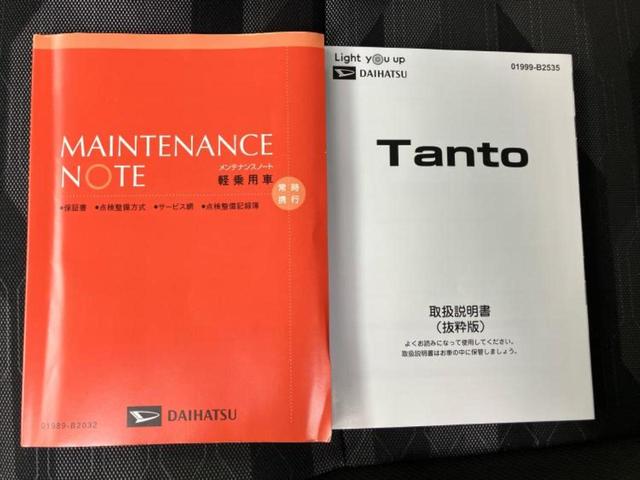 MAINTENANCE
NOTE
メンテナンスノート
軽乗用車
常時
携行
●保証書 ●点検整備方式 ●サービス網 ●点検整備記録簿
DAIHATSU
01989-B2032
Light you up
DAIHATSU
01999-B2535
Tanto
取扱説明書
（抜粋版）
よくお読みになって使用してください。
取扱説明書はお車の中に保管しましょう。